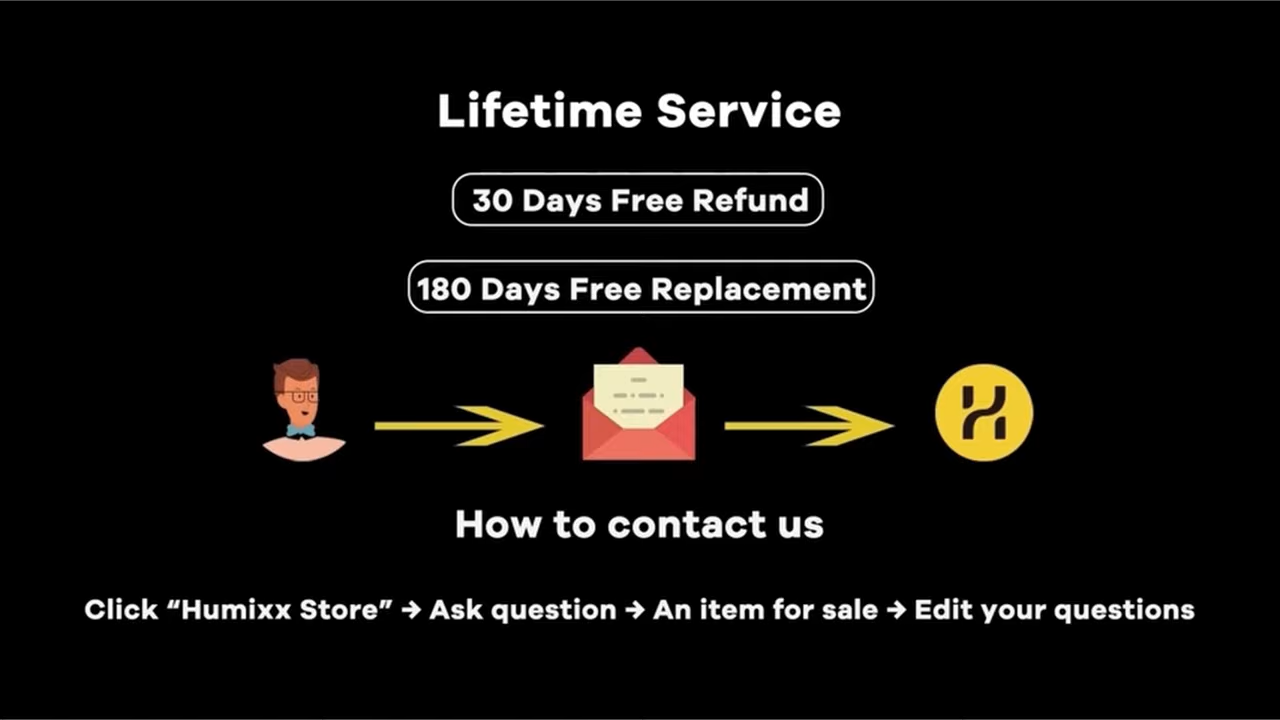 Lifetime Service
30 Days Free Refund
180 Days Free Replacement
How to contact us
Click “Humixx Store” → Ask question → An item for sale → Edit your questions